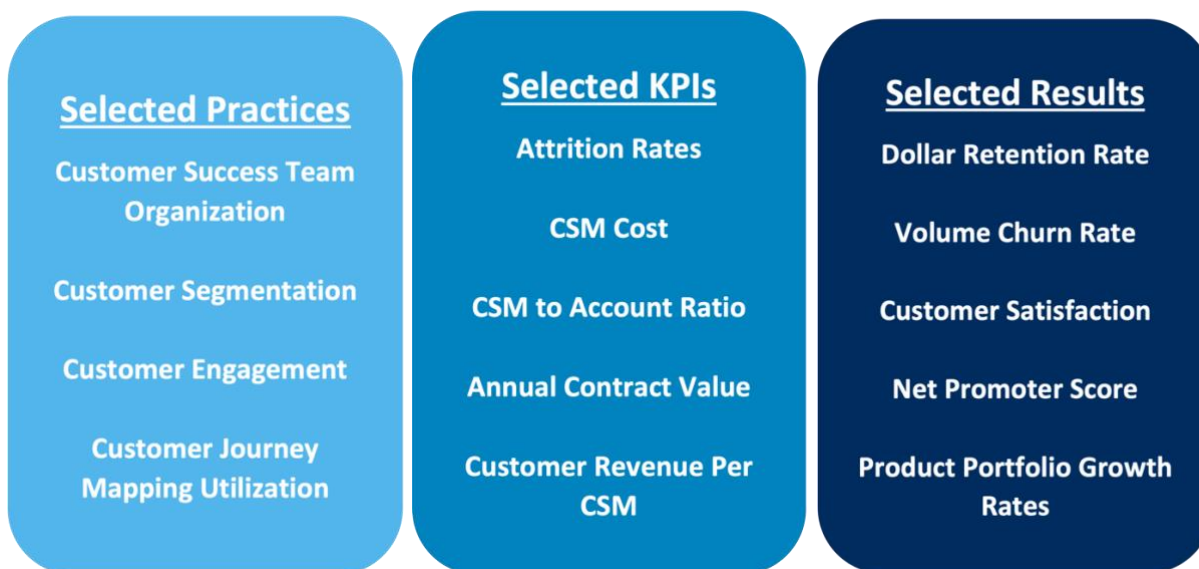 Selected Practices
Customer Success Team
Organization
Customer Segmentation
Customer Engagement
Customer Journey
Mapping Utilization
Selected KPIs
Attrition Rates
CSM Cost
CSM to Account Ratio
Annual Contract Value
Customer Revenue Per
CSM
Selected Results
Dollar Retention Rate
Volume Churn Rate
Customer Satisfaction
Net Promoter Score
Product Portfolio Growth
Rates